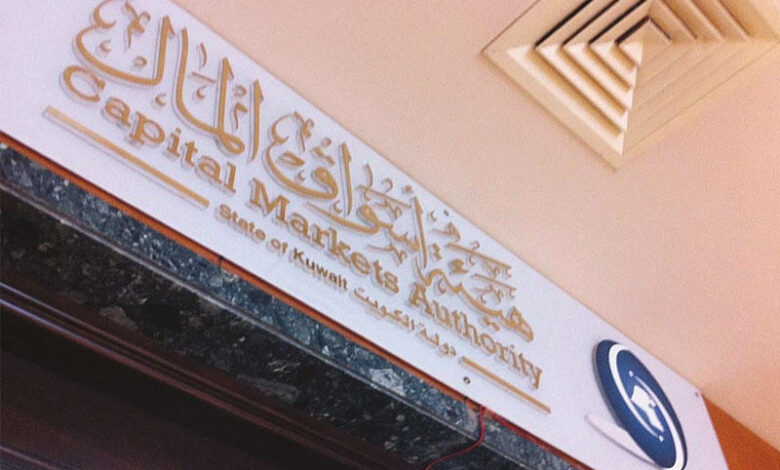 هيئة أسواق المال
Capital Markets Authority
State of Kuwait دولة الكويت